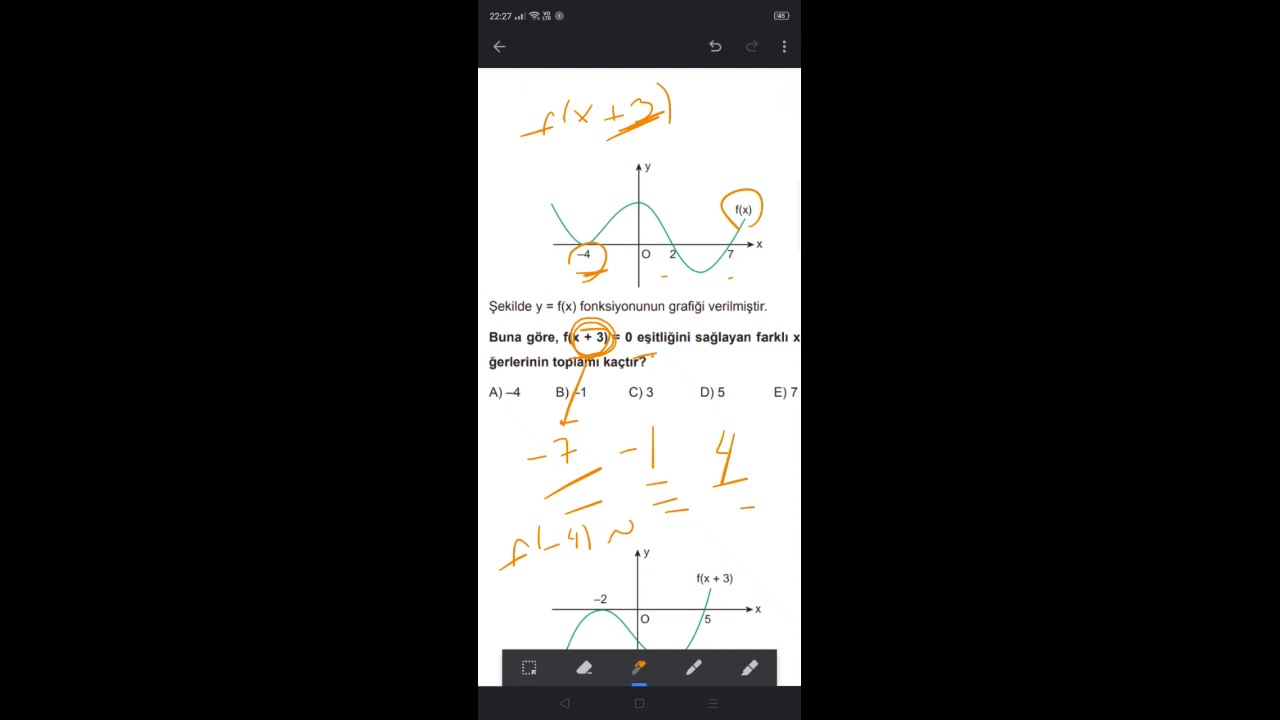 22:27
45
f(x + 3)
y
f(x)
-4 O 2 7 x
Şekilde y = f(x) fonksiyonunun grafiği verilmiştir.
Buna göre, f(x + 3) = 0 eşitliğini sağlayan farklı x
ğerlerinin toplamı kaçtır?
A) –4 B) –1 C) 3 D) 5 E) 7
-7 -1 4
f(-4)
y
f(x + 3)
–2
x
O 5